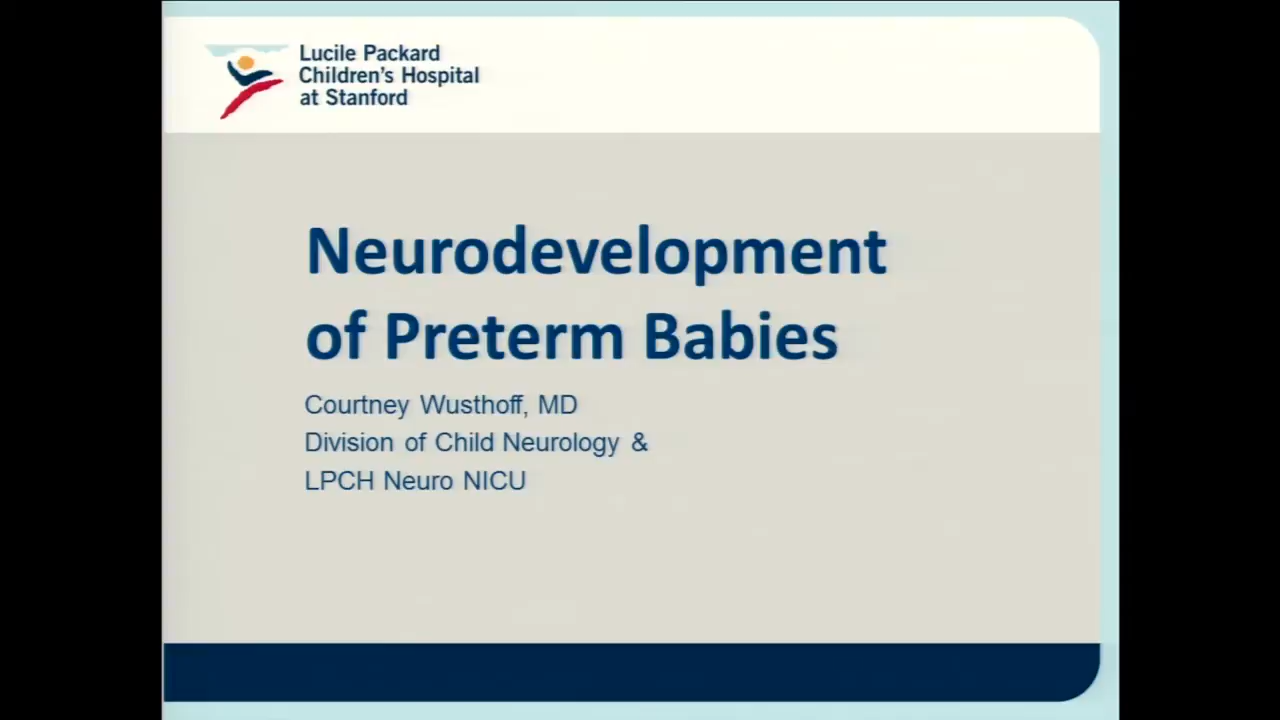 Lucile Packard
Children's Hospital
at Stanford
Neurodevelopment
of Preterm Babies
Courtney Wusthoff, MD
Division of Child Neurology &
LPCH Neuro NICU